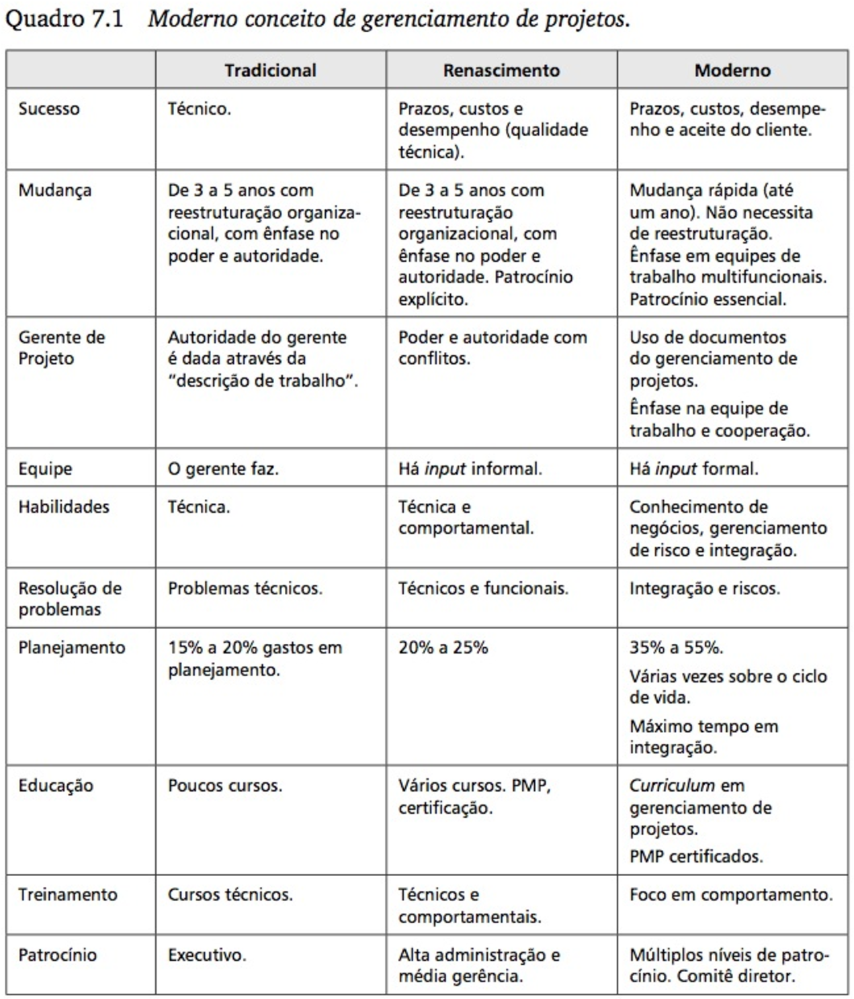 Quadro 7.1 Moderno conceito de gerenciamento de projetos.
Tradicional Renascimento Moderno
Sucesso
Técnico.
Prazos, custos e
desempenho (qualidade
técnica).
Prazos, custos, desempe-
nho e aceite do cliente.
Mudança
De 3 a 5 anos com
reestruturação organiza-
cional, com ênfase no
poder e autoridade.
De 3 a 5 anos com
reestruturação
organizacional, com
ênfase no poder e
autoridade. Patrocínio
explícito.
Mudança rápida (até
um ano). Não necessita
de reestruturação.
Ênfase em equipes de
trabalho multifuncionais.
Patrocínio essencial.
Gerente de
Projeto
Autoridade do gerente
é dada através da
“descrição de trabalho”.
Poder e autoridade com
conflitos.
Uso de documentos
do gerenciamento de
projetos.
Ênfase na equipe de
trabalho e cooperação.
Equipe
O gerente faz.
Há input informal.
Há input formal.
Habilidades
Técnica.
Técnica e
comportamental.
Conhecimento de
negócios, gerenciamento
de risco e integração.
Resolução de
problemas
Problemas técnicos.
Técnicos e funcionais.
Integração e riscos.
Planejamento
15% a 20% gastos em
planejamento.
20% a 25%
35% a 55%.
Várias vezes sobre o ciclo
de vida.
Máximo tempo em
integração.
Educação
Poucos cursos.
Vários cursos. PMP,
certificação.
Curriculum em
gerenciamento de
projetos.
PMP certificados.
Treinamento
Cursos técnicos.
Técnicos e
comportamentais.
Foco em comportamento.
Patrocínio
Executivo.
Alta administração e
média gerência.
Múltiplos níveis de patro-
cínio. Comitê diretor.